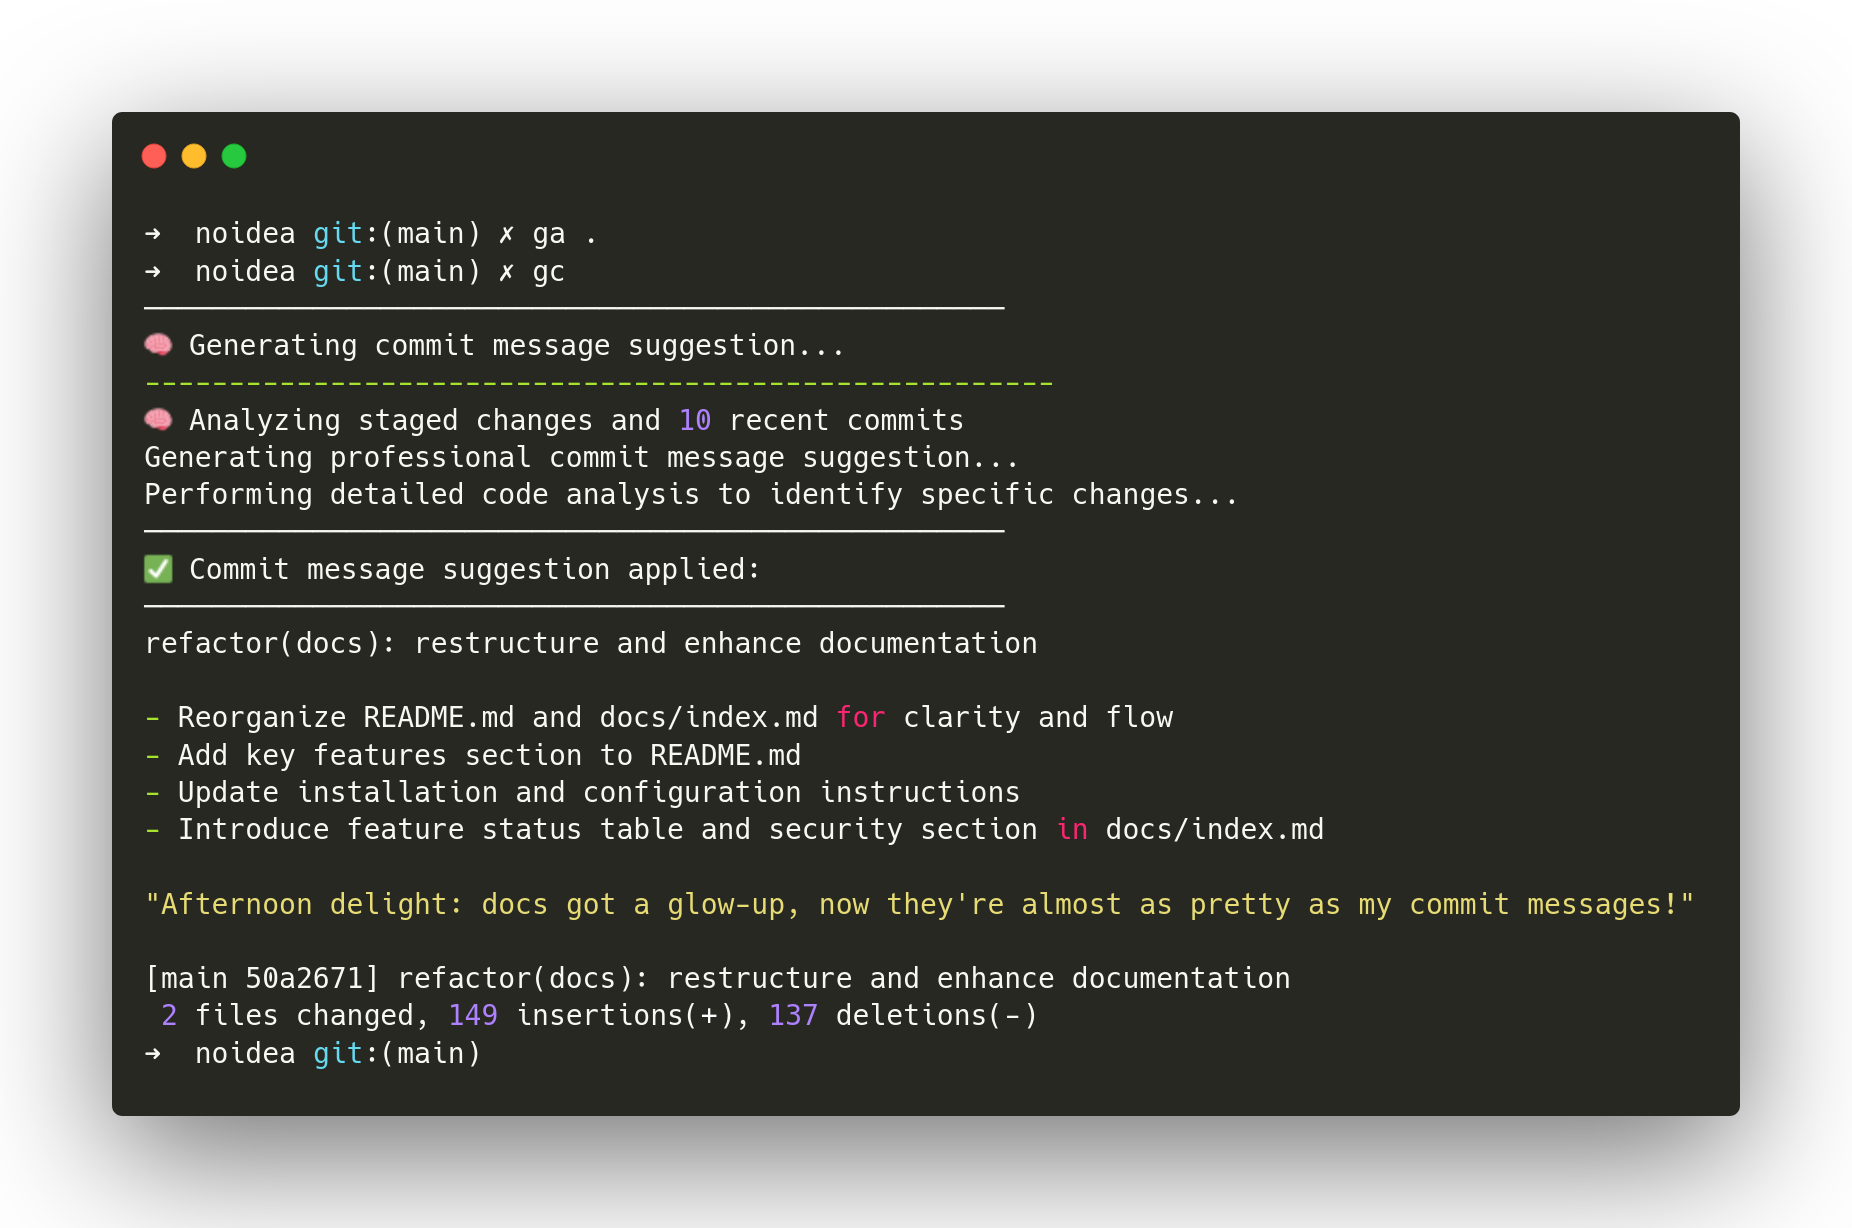 ➜  noidea git:(main) ✗ ga .
➜  noidea git:(main) ✗ gc
───────────────────────────────────────────────────
🧠 Generating commit message suggestion...
------------------------------------------------------
🧠 Analyzing staged changes and 10 recent commits
Generating professional commit message suggestion...
Performing detailed code analysis to identify specific changes...
───────────────────────────────────────────────────
✅ Commit message suggestion applied:
───────────────────────────────────────────────────
refactor(docs): restructure and enhance documentation

- Reorganize README.md and docs/index.md for clarity and flow
- Add key features section to README.md
- Update installation and configuration instructions
- Introduce feature status table and security section in docs/index.md

"Afternoon delight: docs got a glow-up, now they're almost as pretty as my commit messages!"

[main 50a2671] refactor(docs): restructure and enhance documentation
 2 files changed, 149 insertions(+), 137 deletions(-)
➜  noidea git:(main)